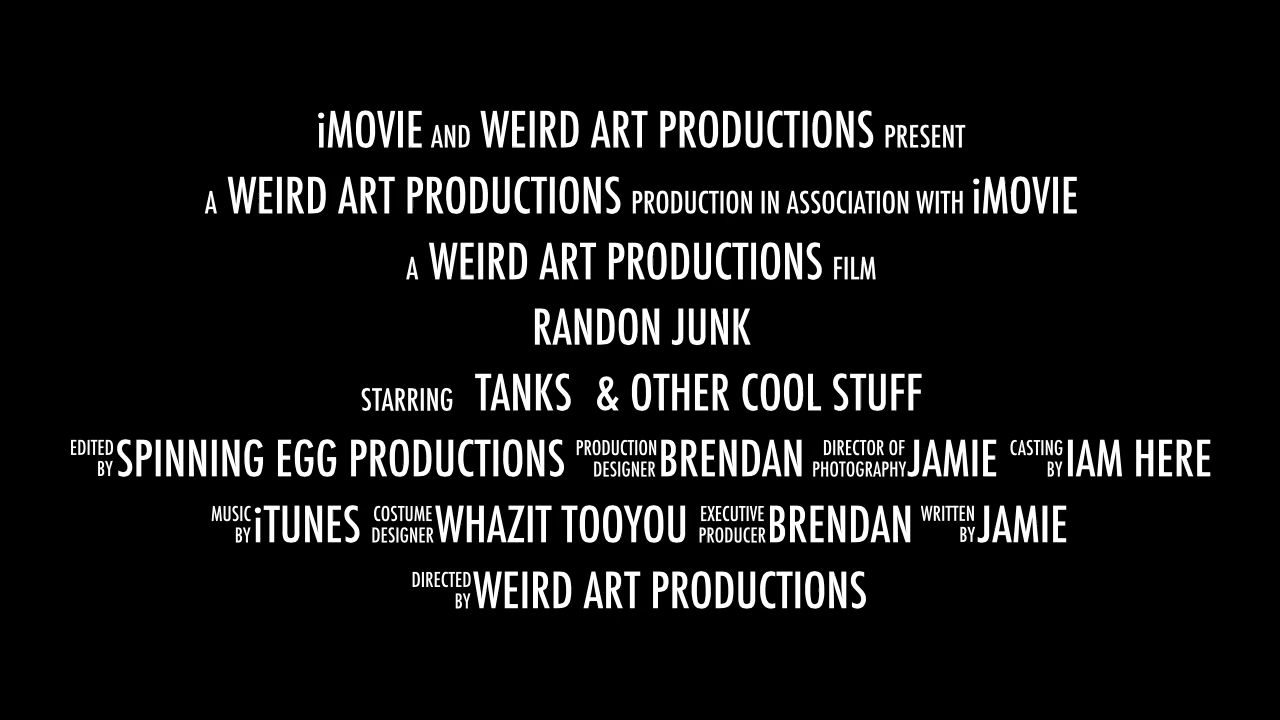 iMOVIE AND WEIRD ART PRODUCTIONS PRESENT
A WEIRD ART PRODUCTIONS PRODUCTION IN ASSOCIATION WITH iMOVIE
A WEIRD ART PRODUCTIONS FILM
RANDON JUNK
STARRING TANKS & OTHER COOL STUFF
EDITED BY SPINNING EGG PRODUCTIONS PRODUCTION DESIGNER BRENDAN DIRECTOR OF PHOTOGRAPHY JAMIE CASTING BY IAM HERE
MUSIC BY iTUNES COSTUME DESIGNER WHAZIT TOOYOU EXECUTIVE PRODUCER BRENDAN WRITTEN BY JAMIE
DIRECTED BY WEIRD ART PRODUCTIONS